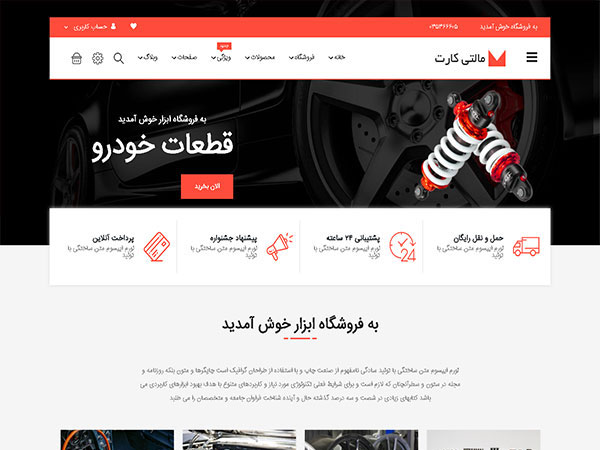 به فروشگاه خوش آمدید
حساب کاربری
مالتی کارت
خانه
فروشگاه
محصولات
ویژگی
صفحات
وبلاگ
به فروشگاه ابزار خوش آمدید
قطعات خودرو
الان بخرید
حمل و نقل رایگان
لورم ایپسوم متن ساختگی با
تولید
پشتیبانی ۲۴ ساعته
لورم ایپسوم متن ساختگی با
تولید
24
پیشنهاد جشنواره
لورم ایپسوم متن ساختگی با
تولید
پرداخت آنلاین
لورم ایپسوم متن ساختگی با
تولید
به فروشگاه ابزار خوش آمدید
لورم ایپسوم متن ساختگی با تولید سادگی نامفهوم از صنعت چاپ و با استفاده از طراحان گرافیک است چاپگرها و متون بلکه روزنامه و
مجله در ستون و سطرآنچنان که لازم است و برای شرایط فعلی تکنولوژی مورد نیاز و کاربردهای متنوع با هدف بهبود ابزارهای کاربردی می
باشد کتابهای زیادی در شصت و سه درصد گذشته حال و آینده شناخت فراوان جامعه و متخصصان را می طلبد